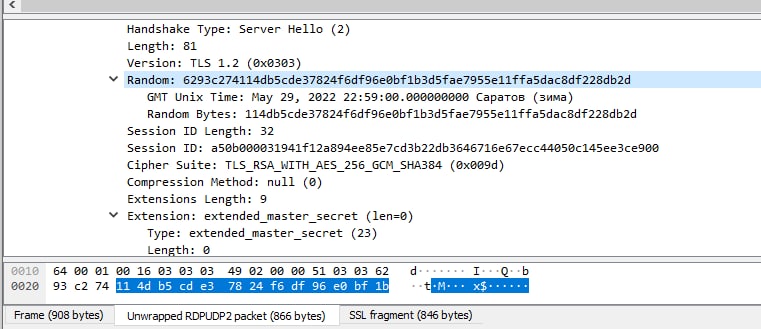 Handshake Type: Server Hello (2)
Length: 81
Version: TLS 1.2 (0x0303)
Random: 6293c274114db5cde37824f6df96e0bf1b3d5fae7955e11ffa5dac8df228db2d
GMT Unix Time: May 29, 2022 22:59:00.000000000 Саратов (зима)
Random Bytes: 114db5cde37824f6df96e0bf1b3d5fae7955e11ffa5dac8df228db2d
Session ID Length: 32
Session ID: a50b000031941f12a894ee85e7cd3b22db3646716e67ecc44050c145ee3ce900
Cipher Suite: TLS_RSA_WITH_AES_256_GCM_SHA384 (0x009d)
Compression Method: null (0)
Extensions Length: 9
Extension: extended_master_secret (len=0)
Type: extended_master_secret (23)
Length: 0
0010 64 00 01 00 16 03 03 03 49 02 00 00 51 03 03 62 d·······I···Q··b
0020 93 c2 74 11 4d b5 cd e3 78 24 f6 df 96 e0 bf 1b ··t·M···x$······
Frame (908 bytes) Unwrapped RDPUDP2 packet (866 bytes) SSL fragment (846 bytes)